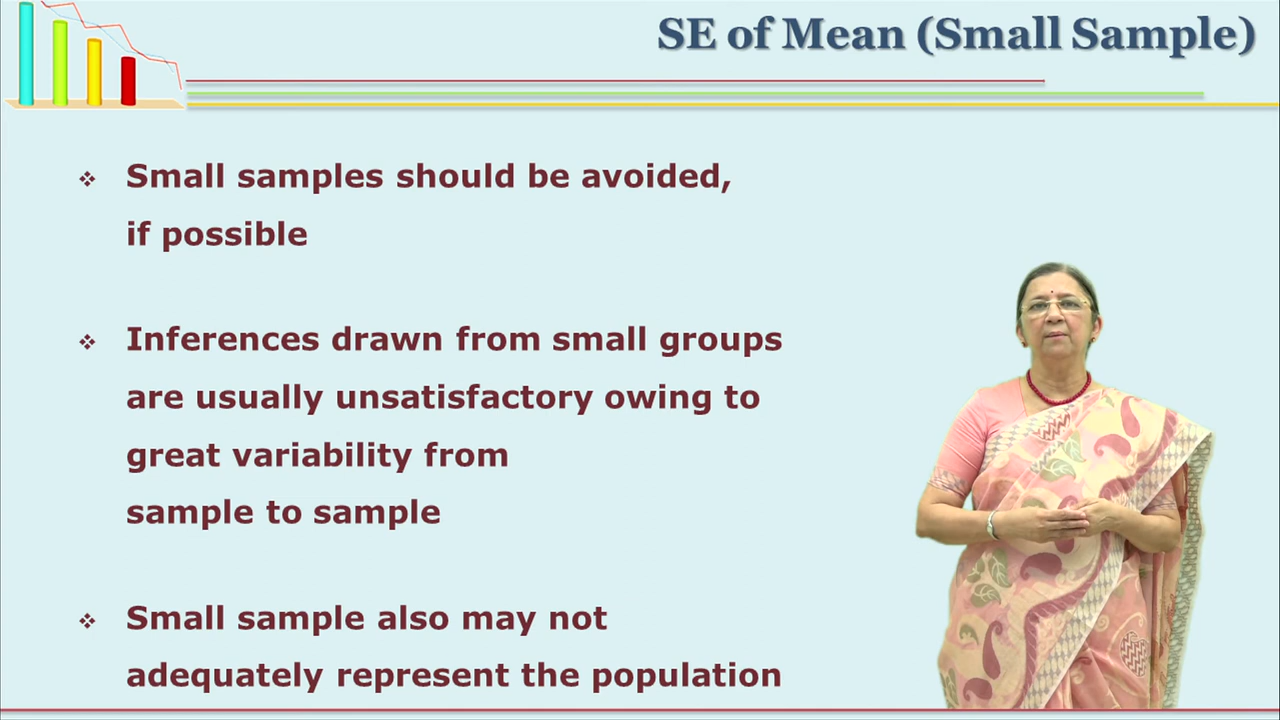 SE of Mean (Small Sample)
❖ Small samples should be avoided,
if possible
❖ Inferences drawn from small groups
are usually unsatisfactory owing to
great variability from
sample to sample
❖ Small sample also may not
adequately represent the population